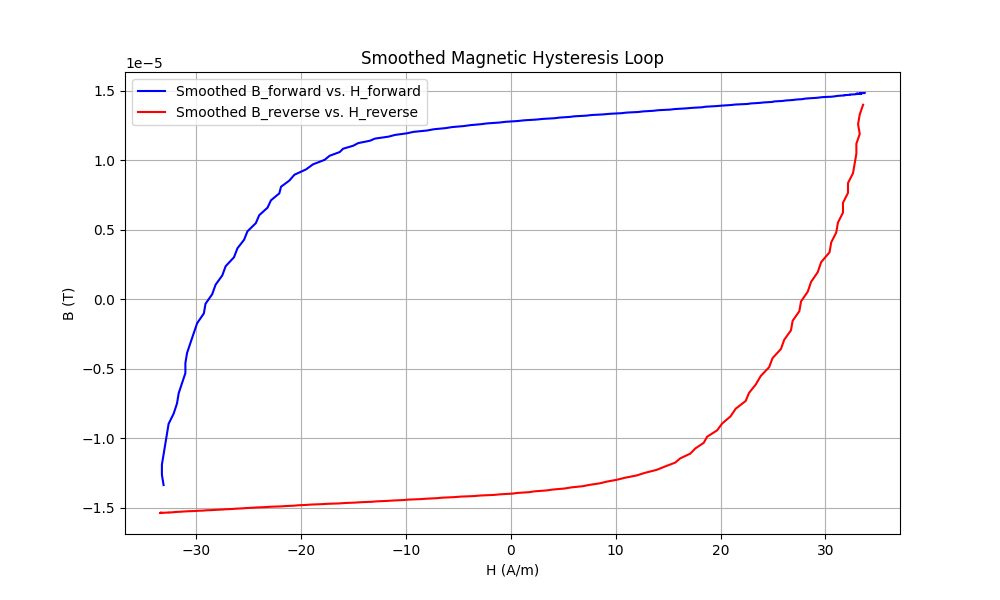 Smoothed Magnetic Hysteresis Loop
1e−5
Smoothed B_forward vs. H_forward
Smoothed B_reverse vs. H_reverse
1.5
1.0
0.5
0.0
−0.5
−1.0
−1.5
B (T)
−30 −20 −10 0 10 20 30
H (A/m)